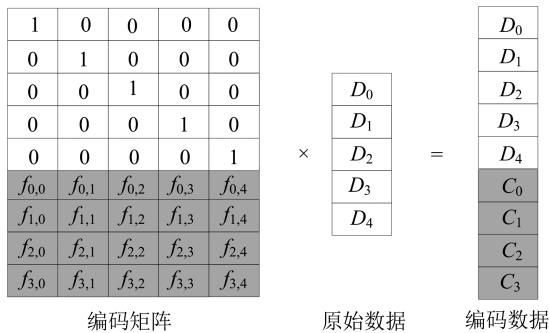 1 0 0 0 0
0 1 0 0 0
0 0 1 0 0
0 0 0 1 0
0 0 0 0 1
f0,0 f0,1 f0,2 f0,3 f0,4
f1,0 f1,1 f1,2 f1,3 f1,4
f2,0 f2,1 f2,2 f2,3 f2,4
f3,0 f3,1 f3,2 f3,3 f3,4
编码矩阵
×
D0
D1
D2
D3
D4
原始数据
=
D0
D1
D2
D3
D4
C0
C1
C2
C3
编码数据